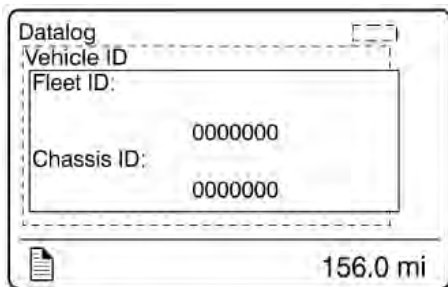 Datalog
Vehicle ID
Fleet ID:
0000000
Chassis ID:
0000000
156.0 mi